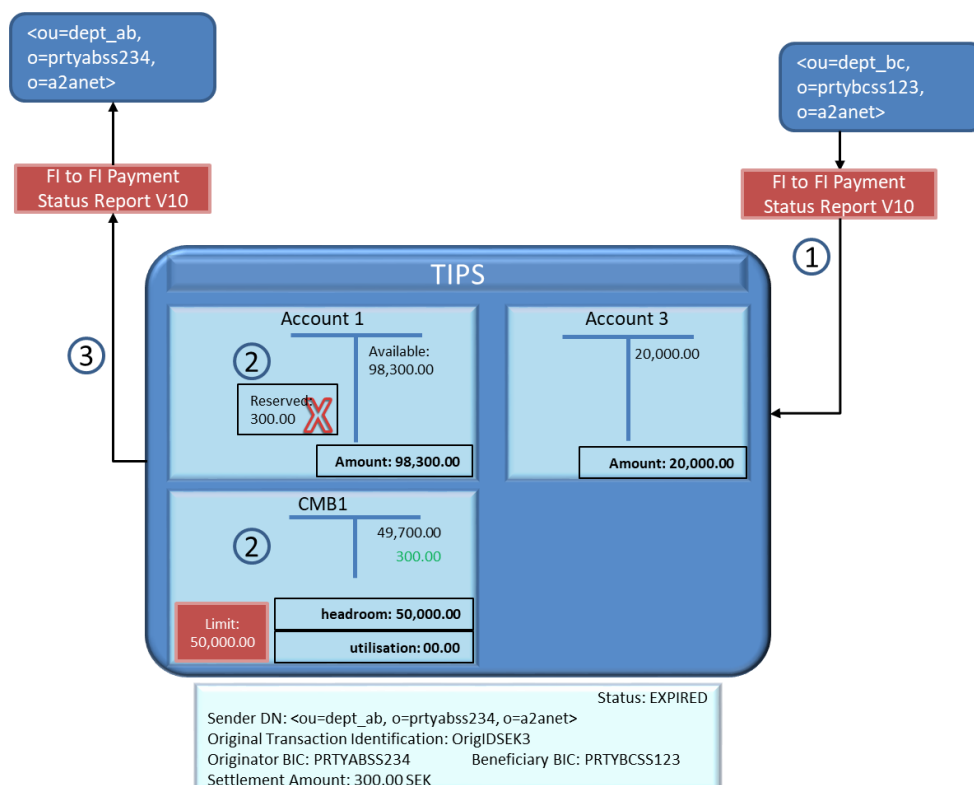 <ou=dept_ab,
o=prtyabss234,
o=a2anet>
<ou=dept_bc,
o=prtybcss123,
o=a2anet>
FI to FI Payment
Status Report V10
FI to FI Payment
Status Report V10
1
TIPS
Account 1
2
Available:
98,300.00
Reserved:
300.00
X
Amount: 98,300.00
Account 3
20,000.00
Amount: 20,000.00
3
CMB1
2
49,700.00
300.00
Limit:
50,000.00
headroom: 50,000.00
utilisation: 00.00
Status: EXPIRED
Sender DN: <ou=dept_ab, o=prtyabss234, o=a2anet>
Original Transaction Identification: OrigIDSEK3
Originator BIC: PRTYABSS234 Beneficiary BIC: PRTYBCSS123
Settlement Amount: 300.00 SEK